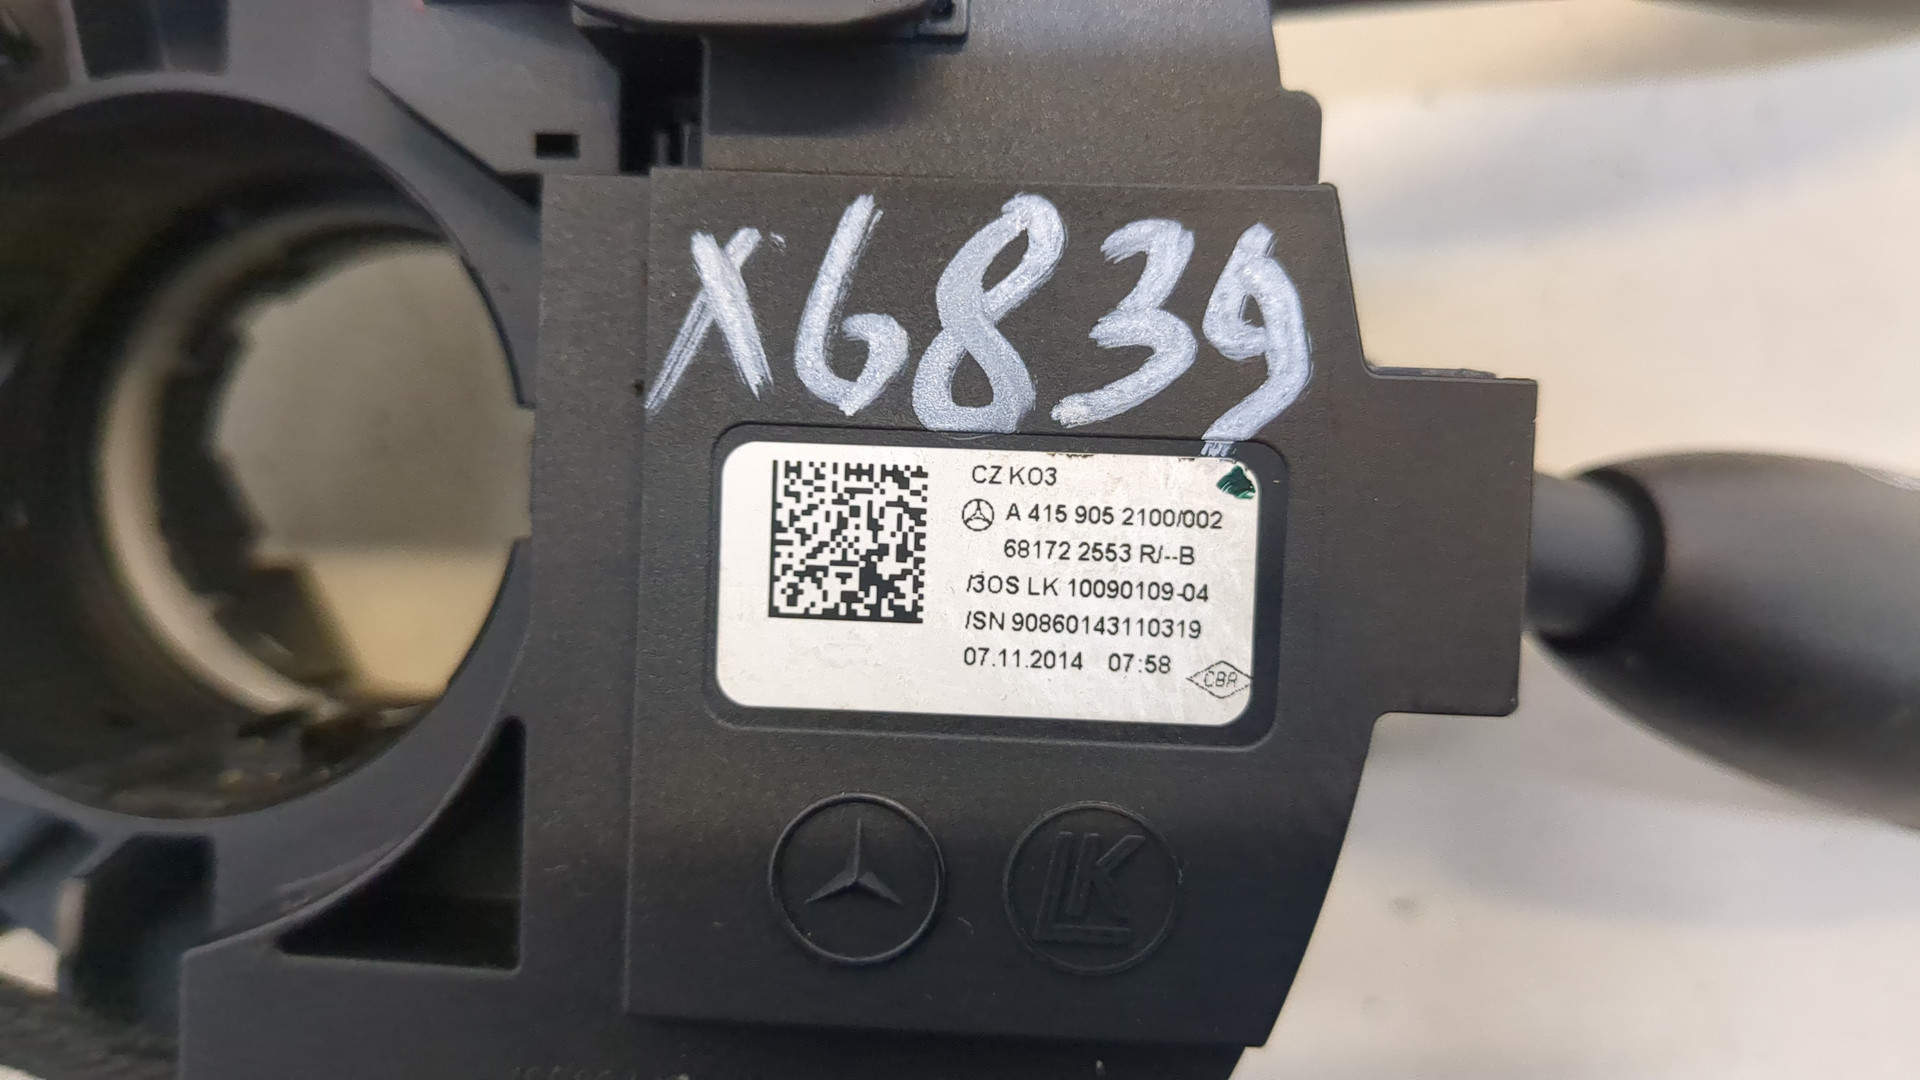 X6839
CZ K03
A 415 905 2100/002
68172 2553 R/--B
/3OS LK 10090109-04
/SN 90860143110319
07.11.2014 07:58
CBA
LK